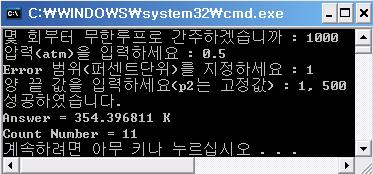 C:₩WINDOWS₩system32₩cmd.exe
몇 회부터 무한루프로 간주하겠습니까 : 1000
압력(atm)을 입력하세요 : 0.5
Error 범위(퍼센트단위)를 지정하세요 : 1
양 끝 값을 입력하세요(p2는 고정값) : 1, 500
성공하였습니다.
Answer = 354.396811 K
Count Number = 11
계속하려면 아무 키나 누르십시오 . . .